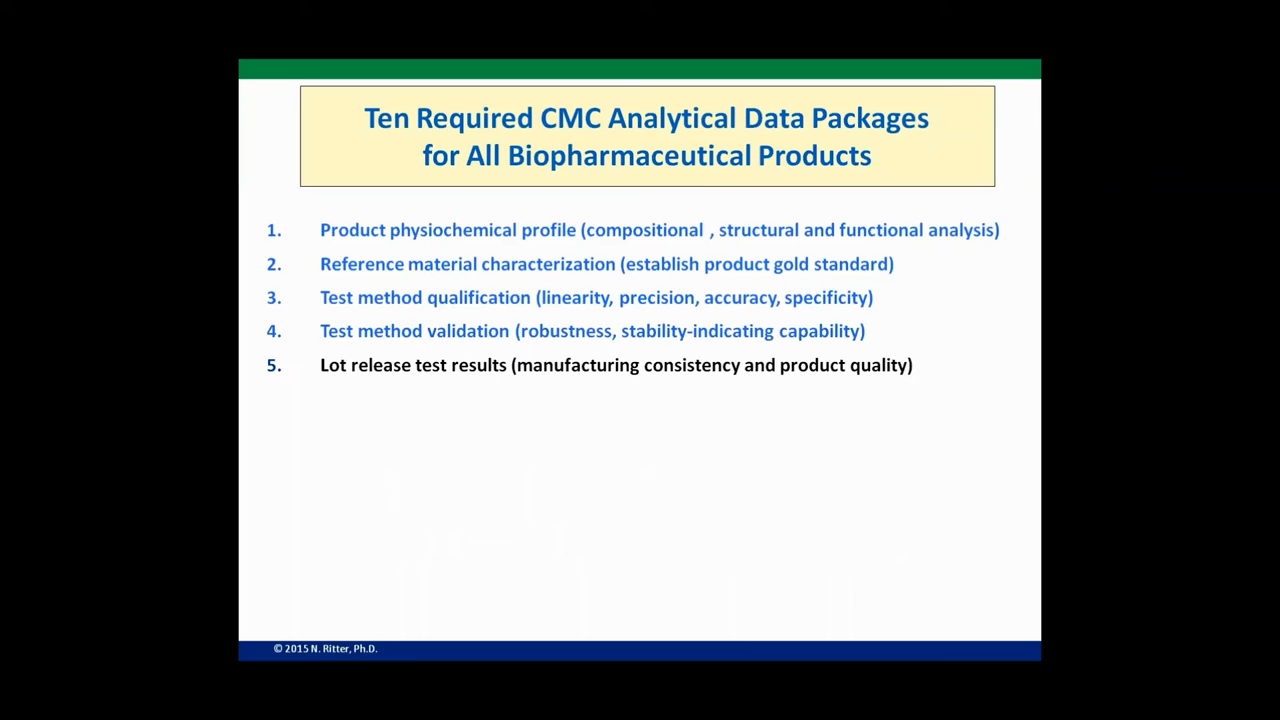 Ten Required CMC Analytical Data Packages
for All Biopharmaceutical Products
1. Product physiochemical profile (compositional , structural and functional analysis)
2. Reference material characterization (establish product gold standard)
3. Test method qualification (linearity, precision, accuracy, specificity)
4. Test method validation (robustness, stability-indicating capability)
5. Lot release test results (manufacturing consistency and product quality)
© 2015 N. Ritter, Ph.D.